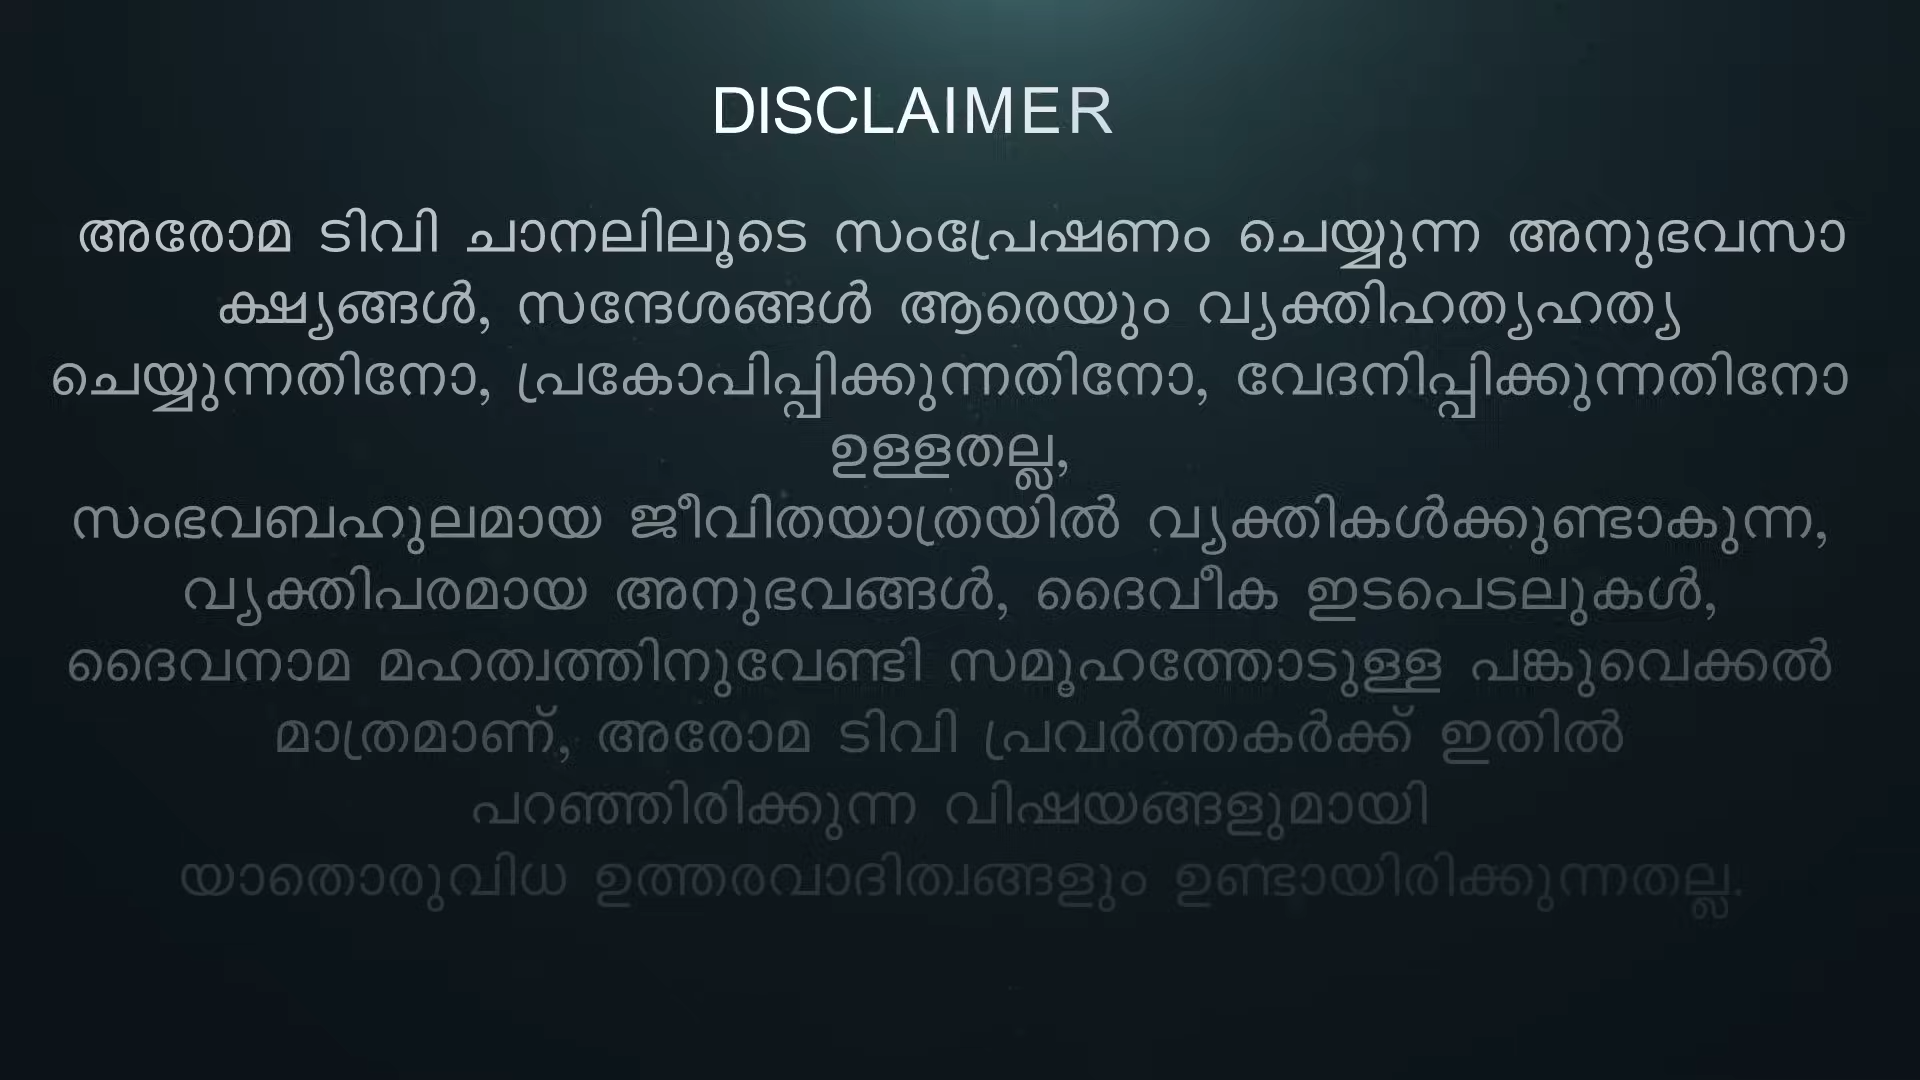 DISCLAIMER
അരോമ ടിവി ചാനലിലൂടെ സംപ്രേഷണം ചെയ്യുന്ന അനുഭവസാ
ക്ഷ്യങ്ങൾ, സന്ദേശങ്ങൾ ആരെയും വ്യക്തിഹത്യഹത്യ
ചെയ്യുന്നതിനോ, പ്രകോപിപ്പിക്കുന്നതിനോ, വേദനിപ്പിക്കുന്നതിനോ
ഉള്ളതല്ല,
സംഭവബഹുലമായ ജീവിതയാത്രയിൽ വ്യക്തികൾക്കുണ്ടാകുന്ന,
വ്യക്തിപരമായ അനുഭവങ്ങൾ, ദൈവീക ഇടപെടലുകൾ,
ദൈവനാമ മഹത്വത്തിനുവേണ്ടി സമൂഹത്തോടുള്ള പങ്കുവെക്കൽ
മാത്രമാണ്, അരോമ ടിവി പ്രവർത്തകർക്ക് ഇതിൽ
പറഞ്ഞിരിക്കുന്ന വിഷയങ്ങളുമായി
യാതൊരുവിധ ഉത്തരവാദിത്വങ്ങളും ഉണ്ടായിരിക്കുന്നതല്ല.